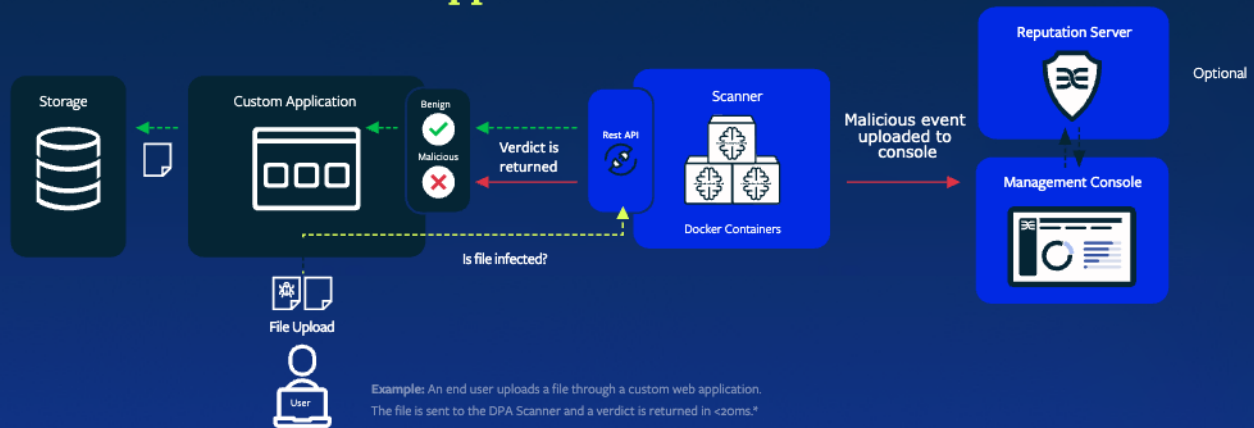 Reputation Server
Optional
Storage
Custom Application
Benign
Malicious
Verdict is
returned
Rest API
Scanner
Docker Containers
Malicious event
uploaded to
console
Management Console
Is file infected?
File Upload
User
Example: An end user uploads a file through a custom web application.
The file is sent to the DPA Scanner and a verdict is returned in <20ms.*